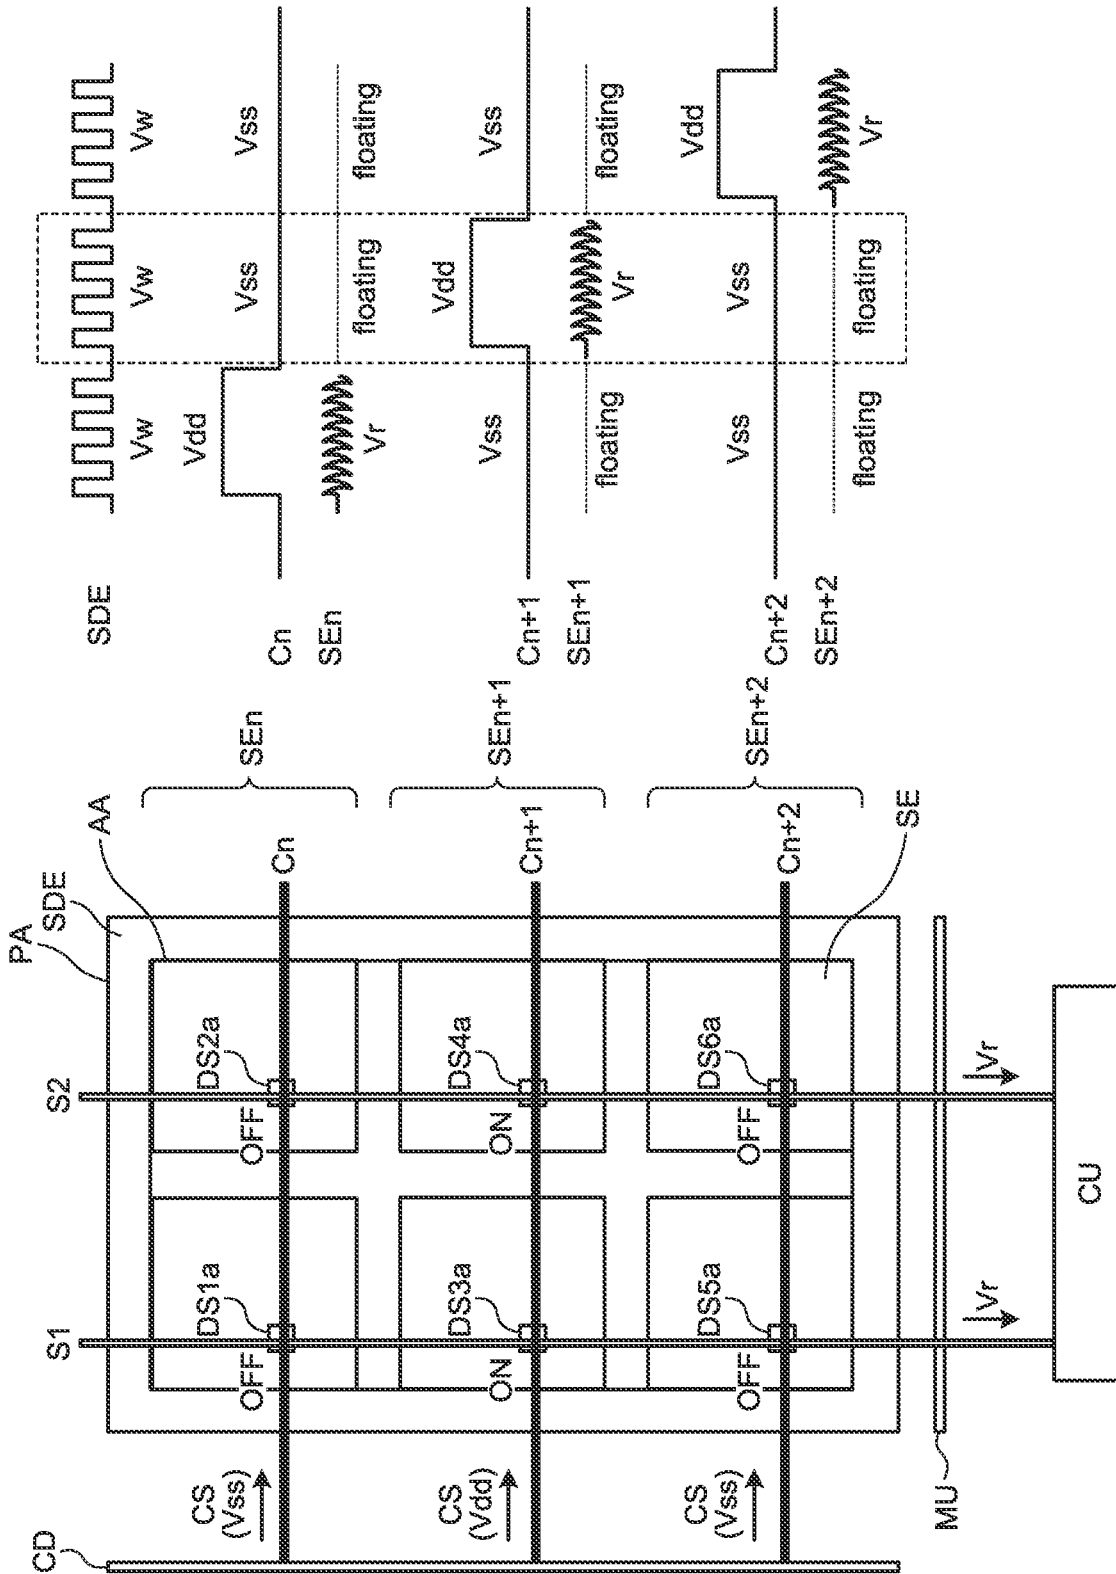 SDE
Vw
Vw
Vw
Cn
Vdd
Vss
Vss
SEn
Vr
floating
floating
Cn+1
Vss
Vdd
Vss
SEn+1
floating
Vr
floating
Cn+2
Vss
Vss
Vdd
SEn+2
floating
floating
Vr
CD
S1
S2
PA
SDE
AA
CS
(Vss)
OFF
DS1a
OFF
DS2a
Cn
SEn
CS
(Vdd)
ON
DS3a
ON
DS4a
Cn+1
SEn+1
CS
(Vss)
OFF
DS5a
OFF
DS6a
Cn+2
SEn+2
SE
MU
Vr
Vr
CU